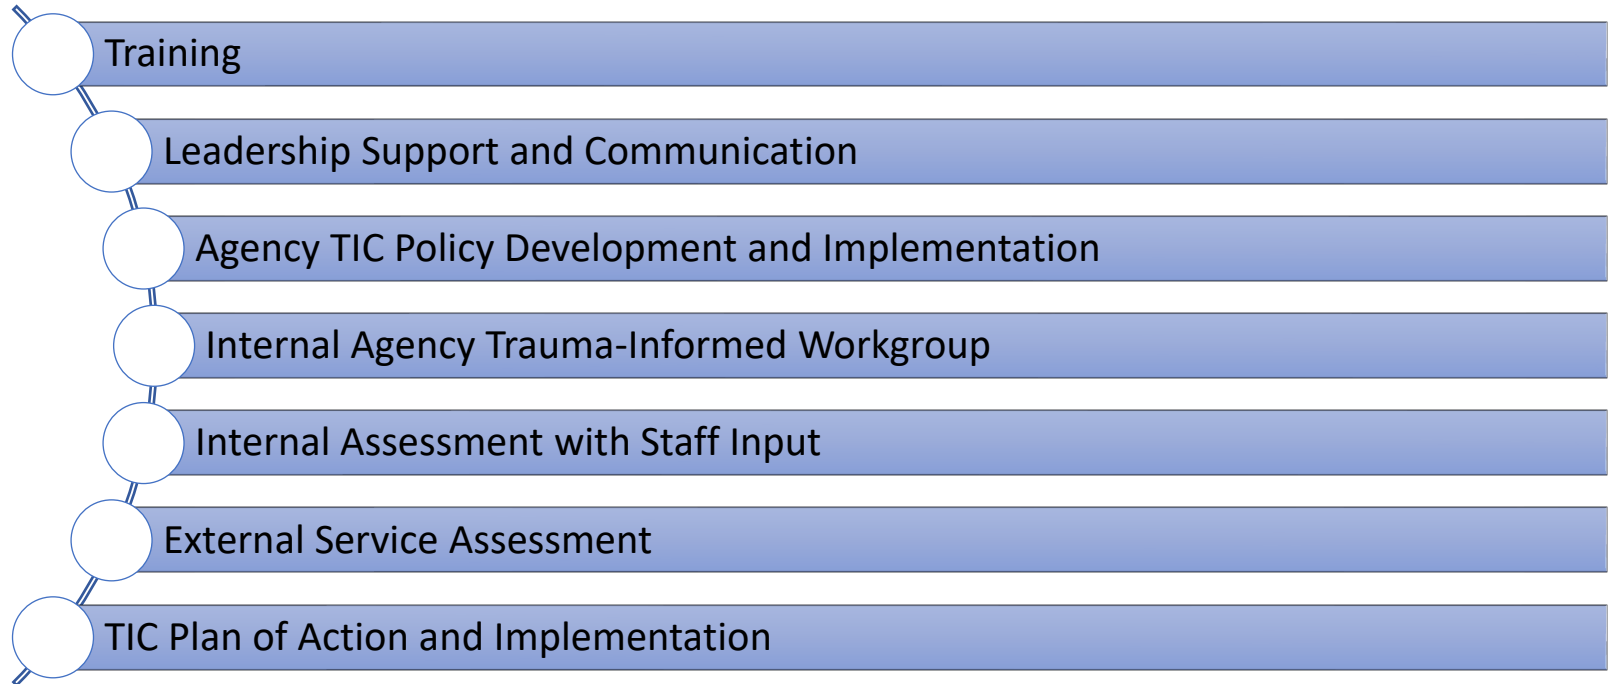 Training
Leadership Support and Communication
Agency TIC Policy Development and Implementation
Internal Agency Trauma-Informed Workgroup
Internal Assessment with Staff Input
External Service Assessment
TIC Plan of Action and Implementation